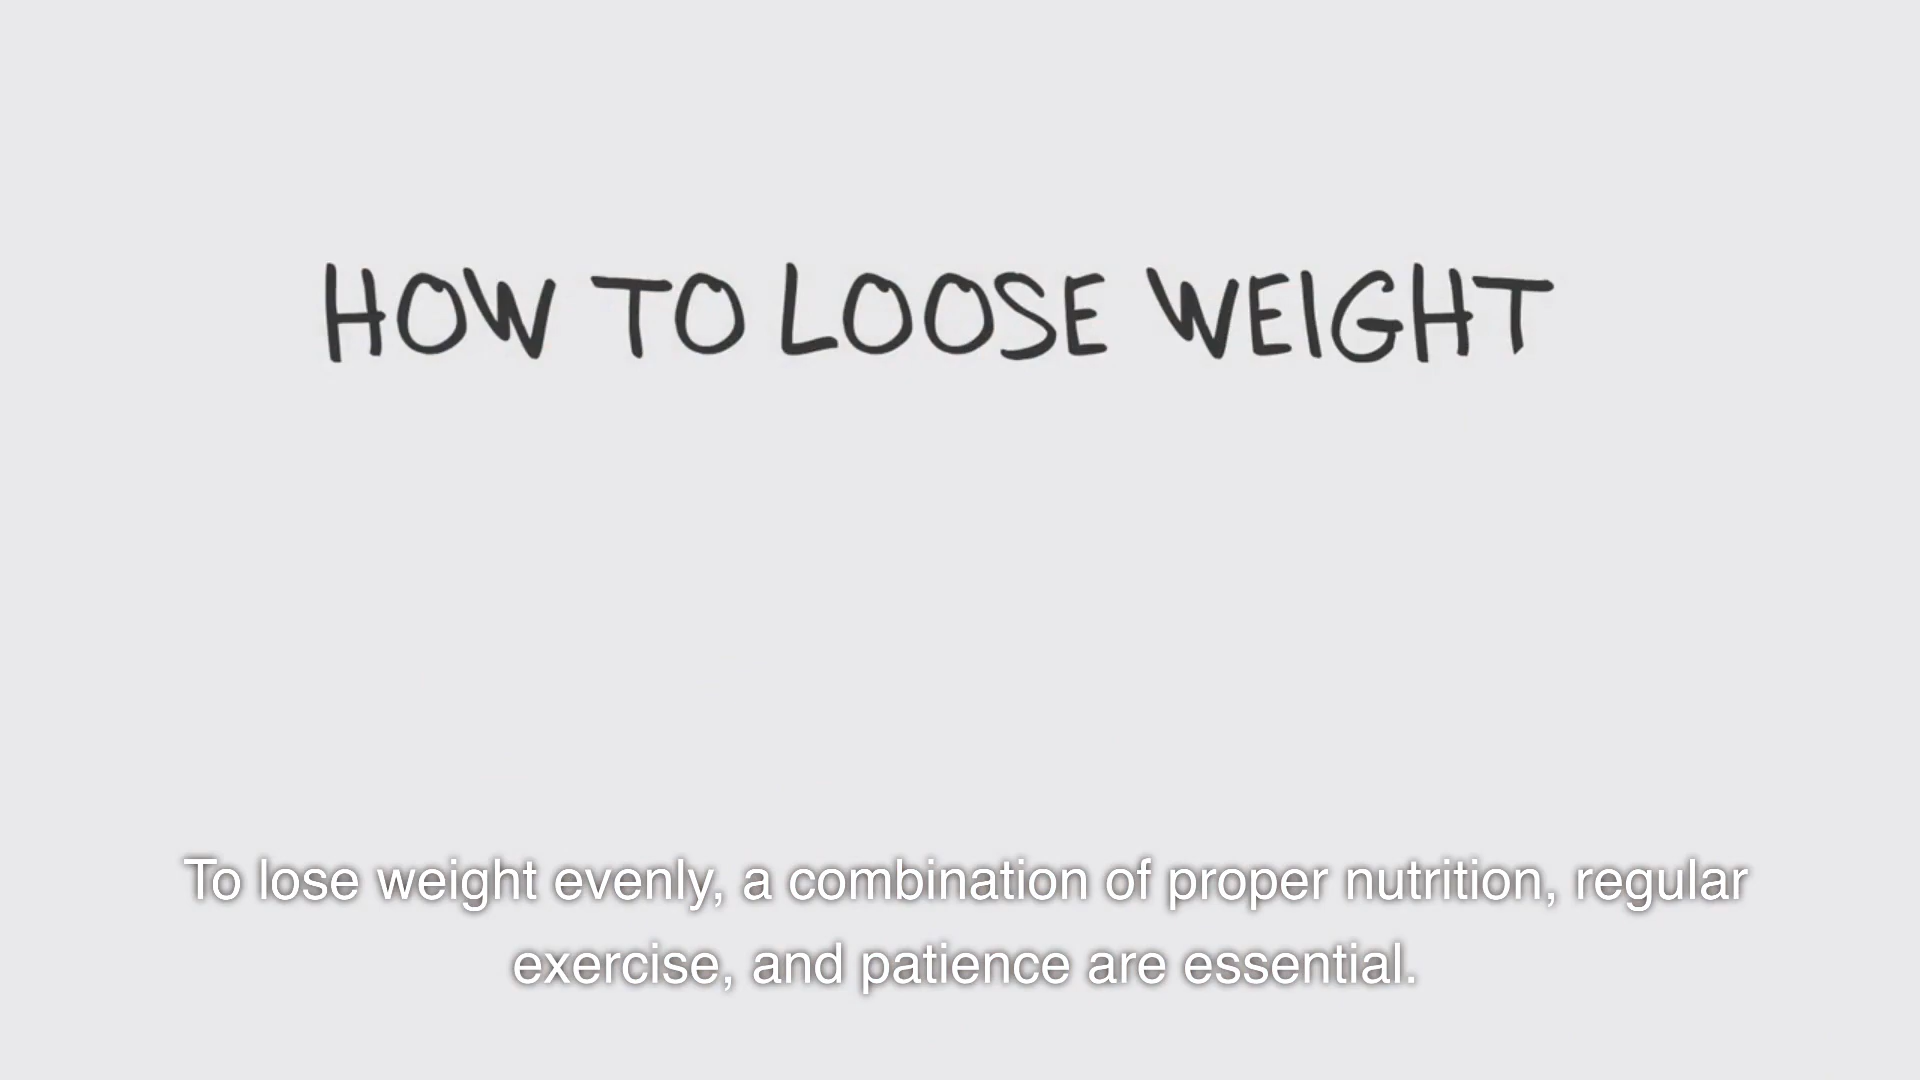 HOW TO LOOSE WEIGHT
To lose weight evenly, a combination of proper nutrition, regular
exercise, and patience are essential.